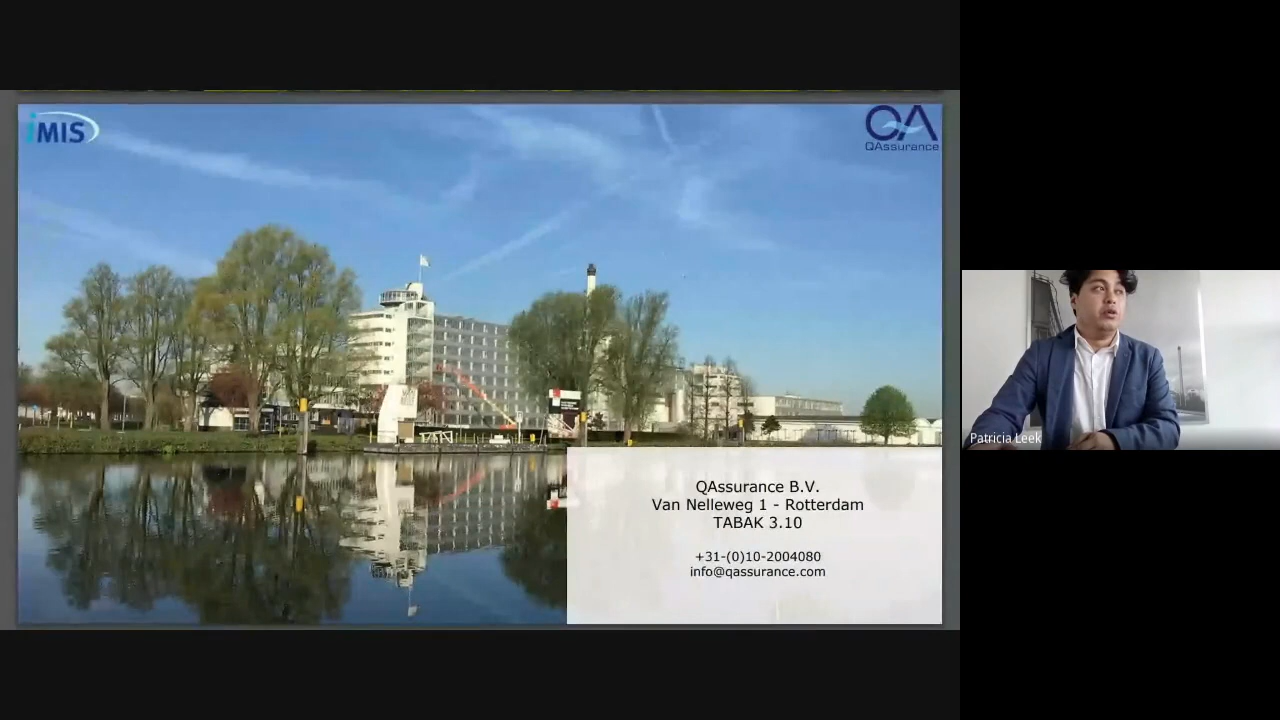 iMIS
QA
QAssurance
QAssurance B.V.
Van Nelleweg 1 - Rotterdam
TABAK 3.10
+31-(0)10-2004080
info@qassurance.com
Patricia Leek